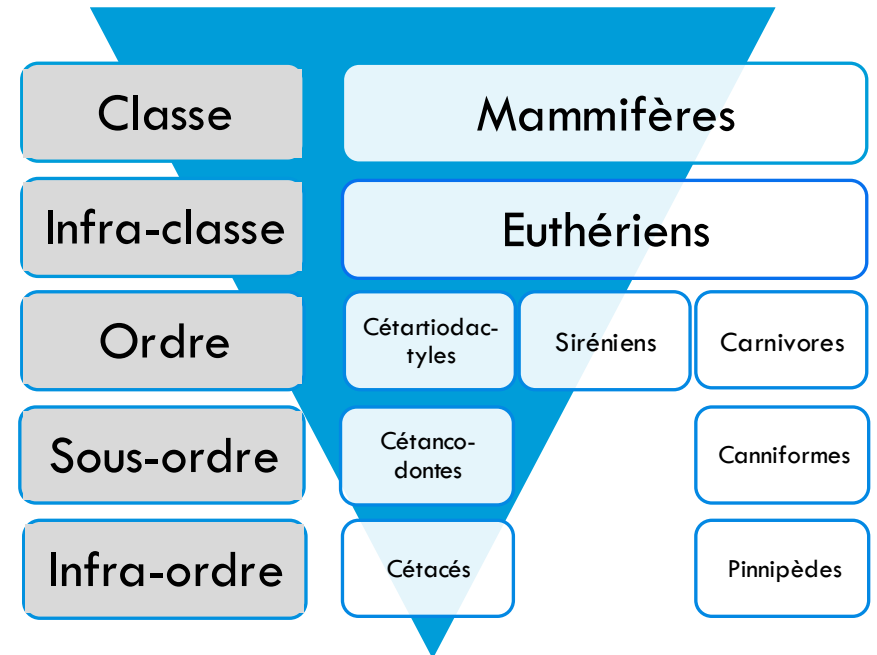 Classe
Mammifères
Infra-classe
Euthériens
Ordre
Cétartiodac-
tyles
Siréniens
Carnivores
Sous-ordre
Cétanco-
dontes
Canniformes
Infra-ordre
Cétacés
Pinnipèdes